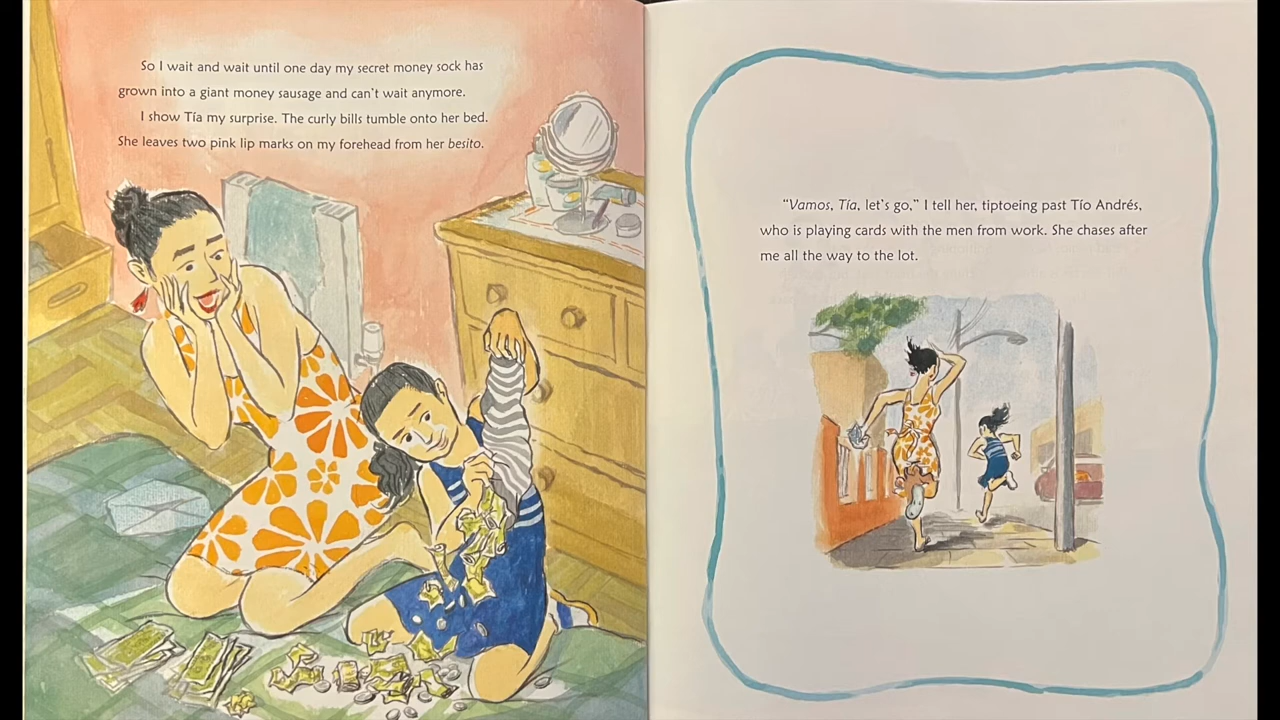 So I wait and wait until one day my secret money sock has
grown into a giant money sausage and can't wait anymore.
I show Tía my surprise. The curly bills tumble onto her bed.
She leaves two pink lip marks on my forehead from her besito.
"Vamos, Tía, let's go," I tell her, tiptoeing past Tío Andrés,
who is playing cards with the men from work. She chases after
me all the way to the lot.